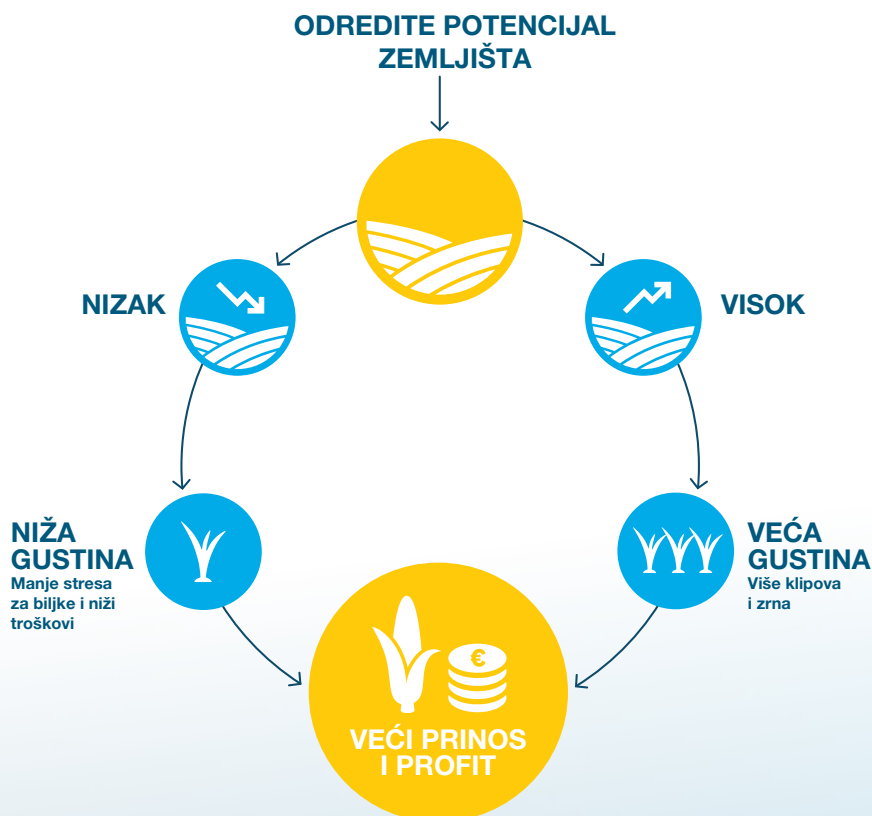 ODREDITE POTENCIJAL
ZEMLJIŠTA
NIZAK
VISOK
NIŽA
GUSTINA
Manje stresa
za biljke i niži
troškovi
VEĆA
GUSTINA
Više klipova
i zrna
€
VEĆI PRINOS
I PROFIT